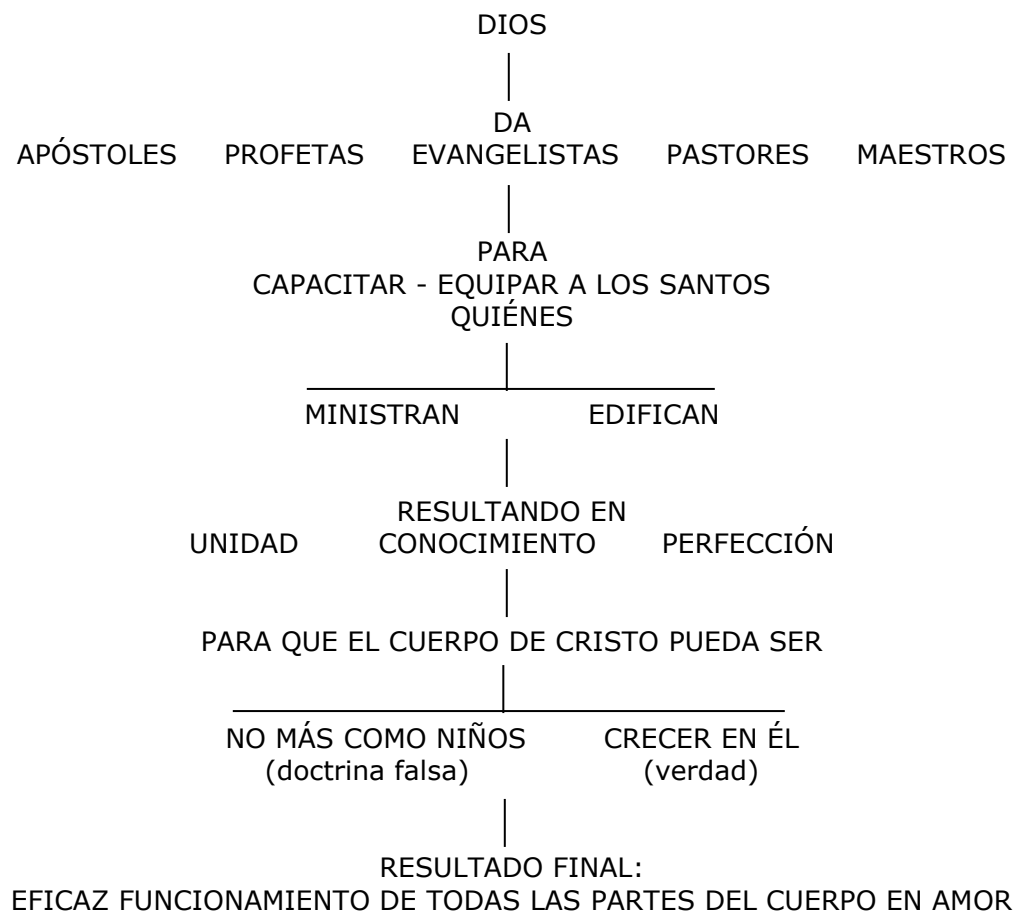 DIOS
DA
APÓSTOLES PROFETAS EVANGELISTAS PASTORES MAESTROS
PARA
CAPACITAR - EQUIPAR A LOS SANTOS
QUIÉNES
MINISTRAN EDIFICAN
RESULTANDO EN
UNIDAD CONOCIMIENTO PERFECCIÓN
PARA QUE EL CUERPO DE CRISTO PUEDA SER
NO MÁS COMO NIÑOS CRECER EN ÉL
(doctrina falsa) (verdad)
RESULTADO FINAL:
EFICAZ FUNCIONAMIENTO DE TODAS LAS PARTES DEL CUERPO EN AMOR